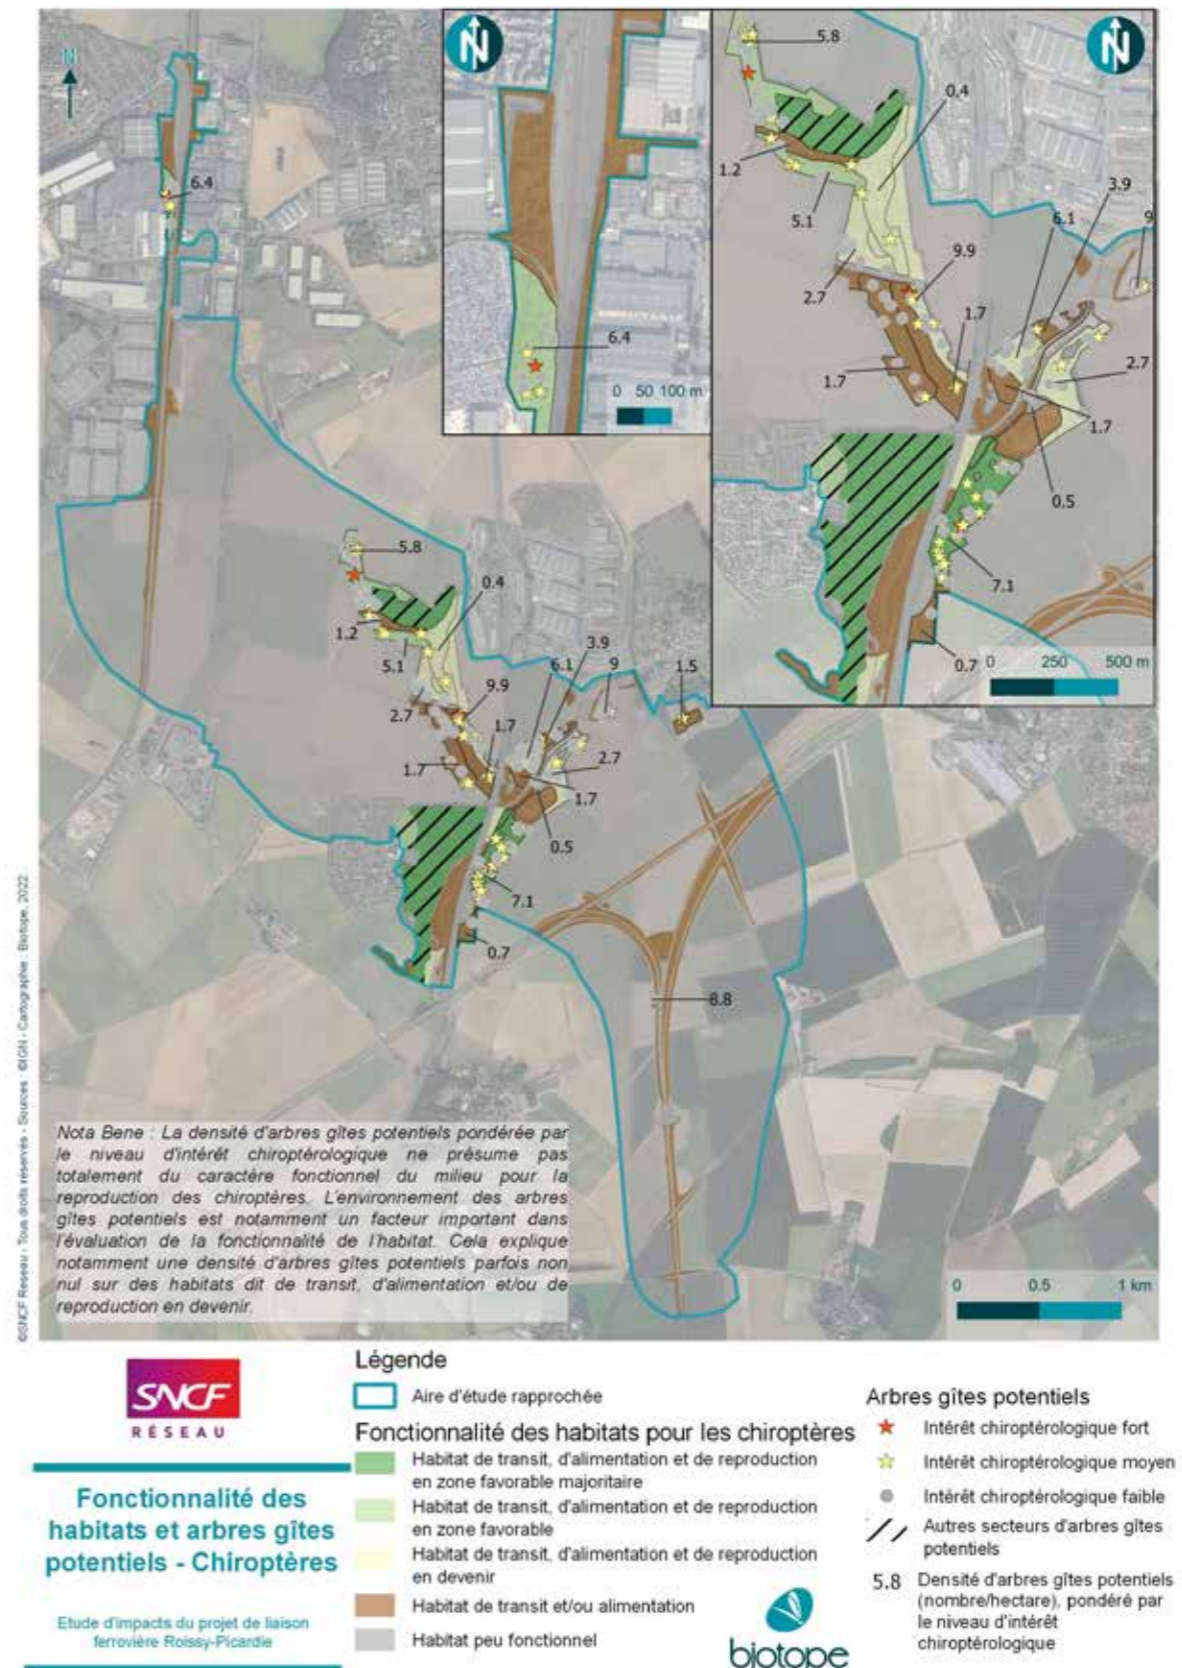 N
N
N
5.8
0.4
1.2
5.1
3.9
6.1
9
9.9
2.7
1.7
1.7
2.7
1.7
0.5
7.1
0.7
0 250 500 m
6.4
0 50 100 m
6.4
5.8
0.4
1.2
5.1
3.9
6.1
9
1.5
9.9
2.7
1.7
1.7
2.7
1.7
0.5
7.1
0.7
8.8
Nota Bene : La densité d'arbres gîtes potentiels pondérée par
le niveau d'intérêt chiroptérologique ne présume pas
totalement du caractère fonctionnel du milieu pour la
reproduction des chiroptères. L'environnement des arbres
gîtes potentiels est notamment un facteur important dans
l'évaluation de la fonctionnalité de l'habitat. Cela explique
notamment une densité d'arbres gîtes potentiels parfois non
nul sur des habitats dit de transit, d'alimentation et/ou de
reproduction en devenir.
0 0.5 1 km
©SNCF Reseau - Tous droits réservés - Sources : ©IGN - Cartographie : Biotope, 2022
SNCF
RÉSEAU
Fonctionnalité des
habitats et arbres gîtes
potentiels - Chiroptères
Etude d'impacts du projet de liaison
ferrovière Roissy-Picardie
Légende
Aire d'étude rapprochée
Fonctionnalité des habitats pour les chiroptères
Habitat de transit, d'alimentation et de reproduction
en zone favorable majoritaire
Habitat de transit, d'alimentation et de reproduction
en zone favorable
Habitat de transit, d'alimentation et de reproduction
en devenir
Habitat de transit et/ou alimentation
Habitat peu fonctionnel
biotope
Arbres gîtes potentiels
Intérêt chiroptérologique fort
Intérêt chiroptérologique moyen
Intérêt chiroptérologique faible
Autres secteurs d'arbres gîtes
potentiels
5.8 Densité d'arbres gîtes potentiels
(nombre/hectare), pondéré par
le niveau d'intérêt
chiroptérologique